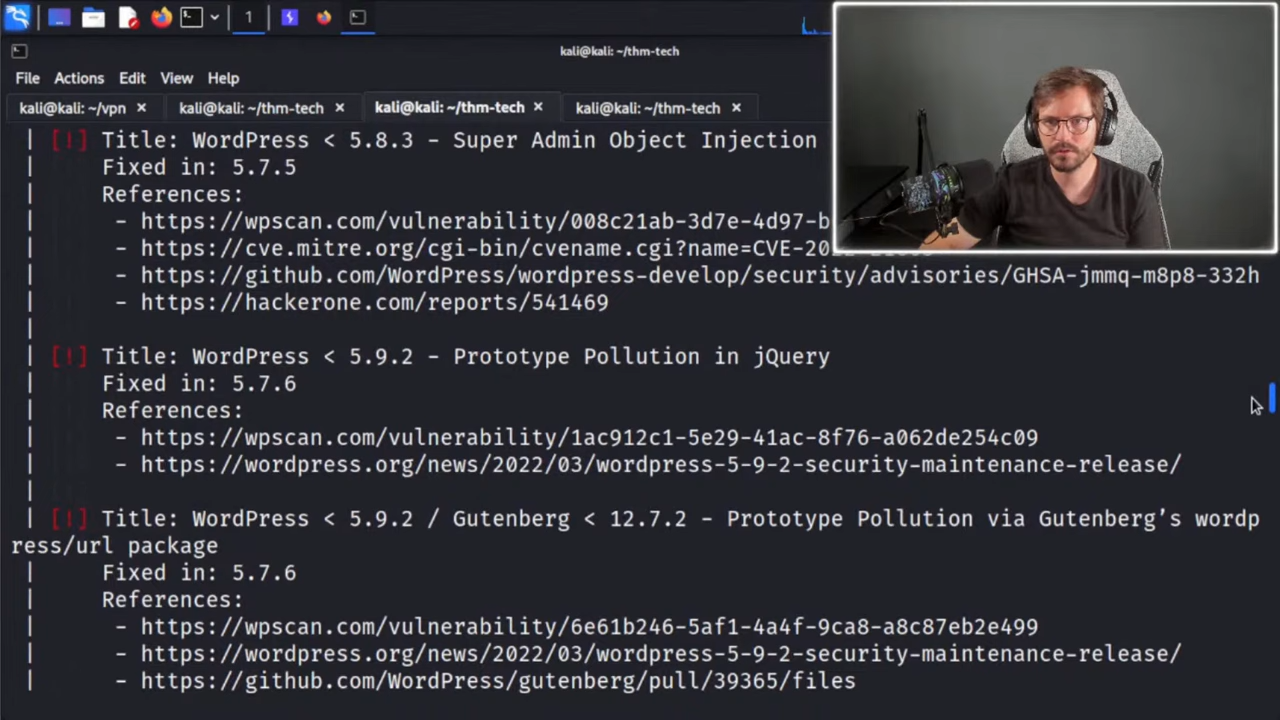 1
kali@kali: ~/thm-tech
File Actions Edit View Help
kali@kali: ~/vpn × kali@kali: ~/thm-tech × kali@kali: ~/thm-tech × kali@kali: ~/thm-tech ×
| [!] Title: WordPress < 5.8.3 - Super Admin Object Injection
| Fixed in: 5.7.5
| References:
| - https://wpscan.com/vulnerability/008c21ab-3d7e-4d97-b
| - https://cve.mitre.org/cgi-bin/cvename.cgi?name=CVE-20
| - https://github.com/WordPress/wordpress-develop/security/advisories/GHSA-jmmq-m8p8-332h
| - https://hackerone.com/reports/541469
|
| [!] Title: WordPress < 5.9.2 - Prototype Pollution in jQuery
| Fixed in: 5.7.6
| References:
| - https://wpscan.com/vulnerability/1ac912c1-5e29-41ac-8f76-a062de254c09
| - https://wordpress.org/news/2022/03/wordpress-5-9-2-security-maintenance-release/
|
| [!] Title: WordPress < 5.9.2 / Gutenberg < 12.7.2 - Prototype Pollution via Gutenberg’s wordp
ress/url package
| Fixed in: 5.7.6
| References:
| - https://wpscan.com/vulnerability/6e61b246-5af1-4a4f-9ca8-a8c87eb2e499
| - https://wordpress.org/news/2022/03/wordpress-5-9-2-security-maintenance-release/
| - https://github.com/WordPress/gutenberg/pull/39365/files